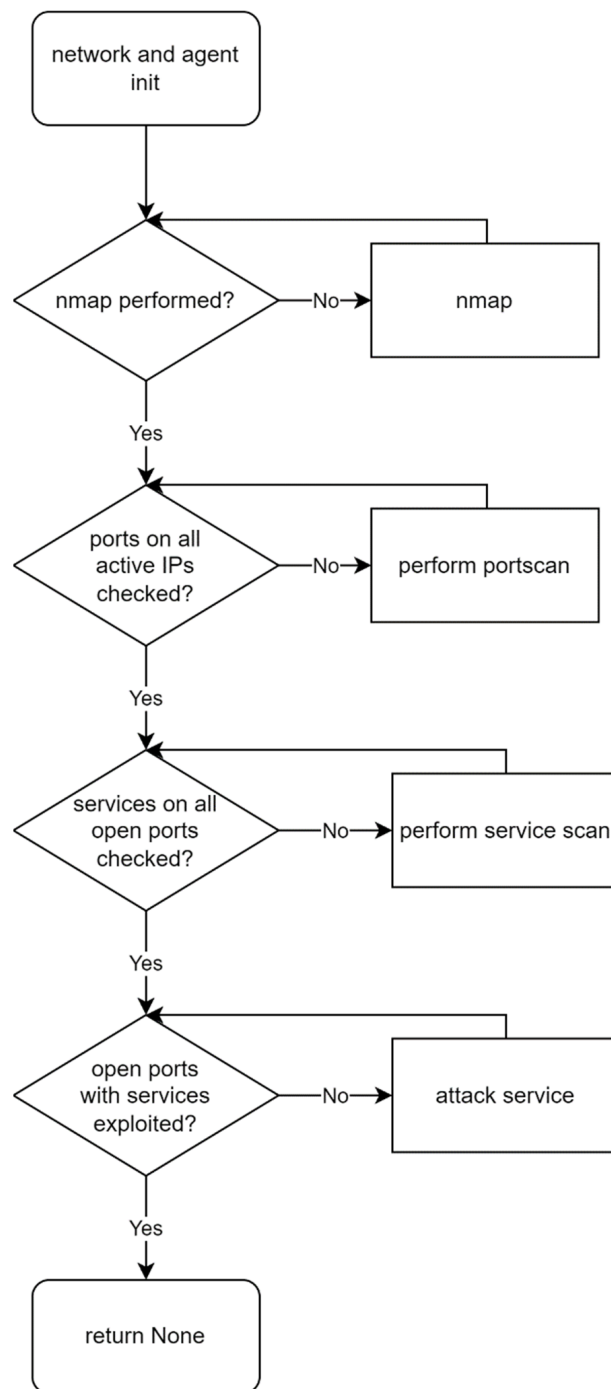 network and agent
init
nmap performed?
No
nmap
Yes
ports on all
active IPs
checked?
No
perform portscan
Yes
services on all
open ports
checked?
No
perform service scan
Yes
open ports
with services
exploited?
No
attack service
Yes
return None